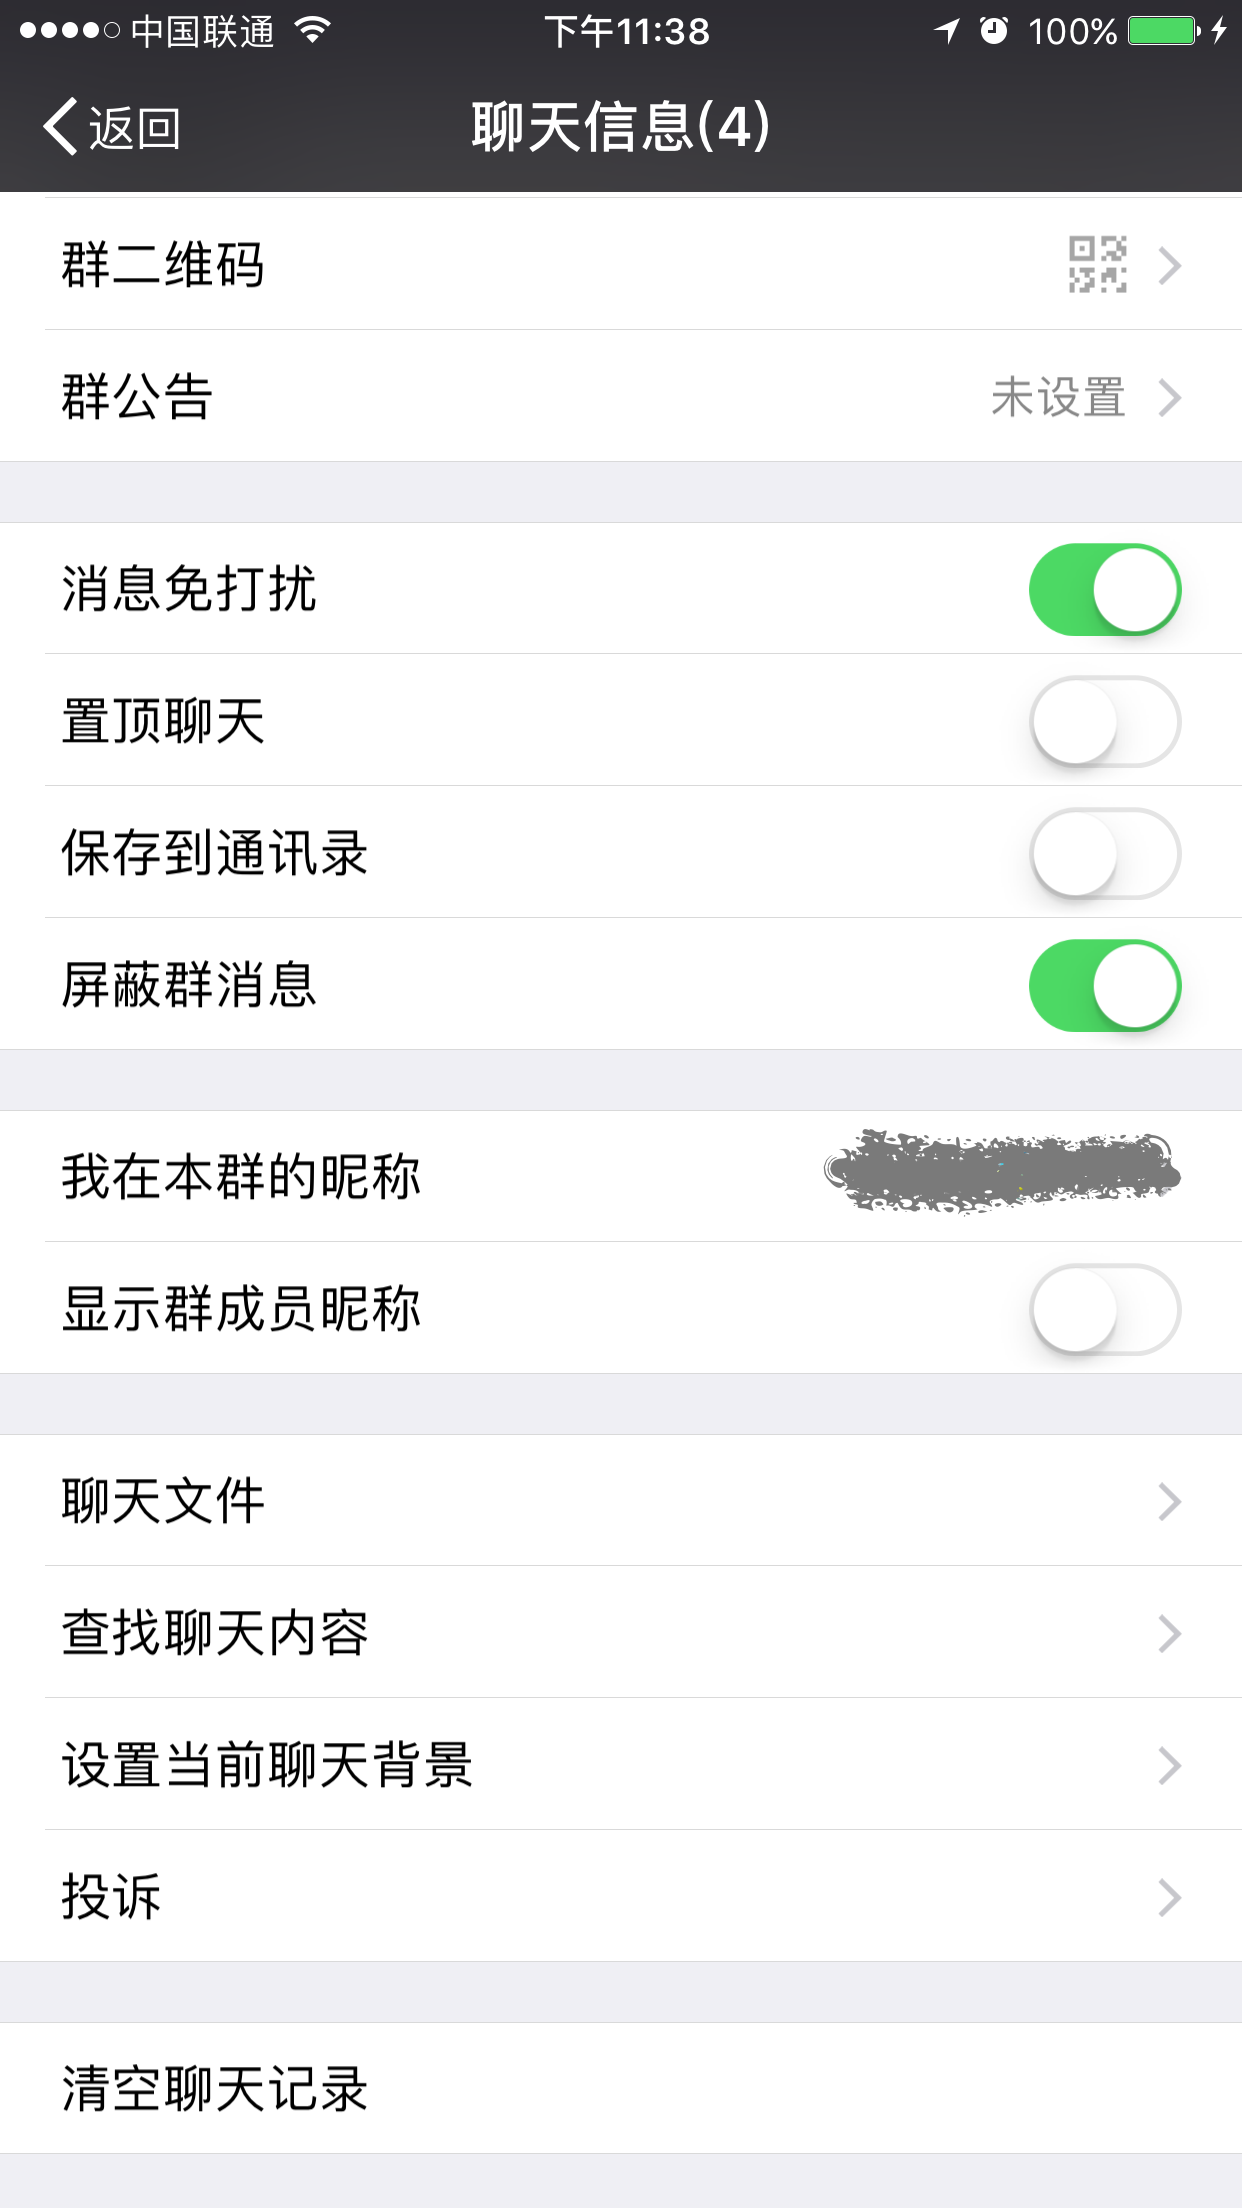 中国联通 下午11:38 100%
返回 聊天信息(4)
群二维码
群公告 未设置
消息免打扰
置顶聊天
保存到通讯录
屏蔽群消息
我在本群的昵称
显示群成员昵称
聊天文件
查找聊天内容
设置当前聊天背景
投诉
清空聊天记录